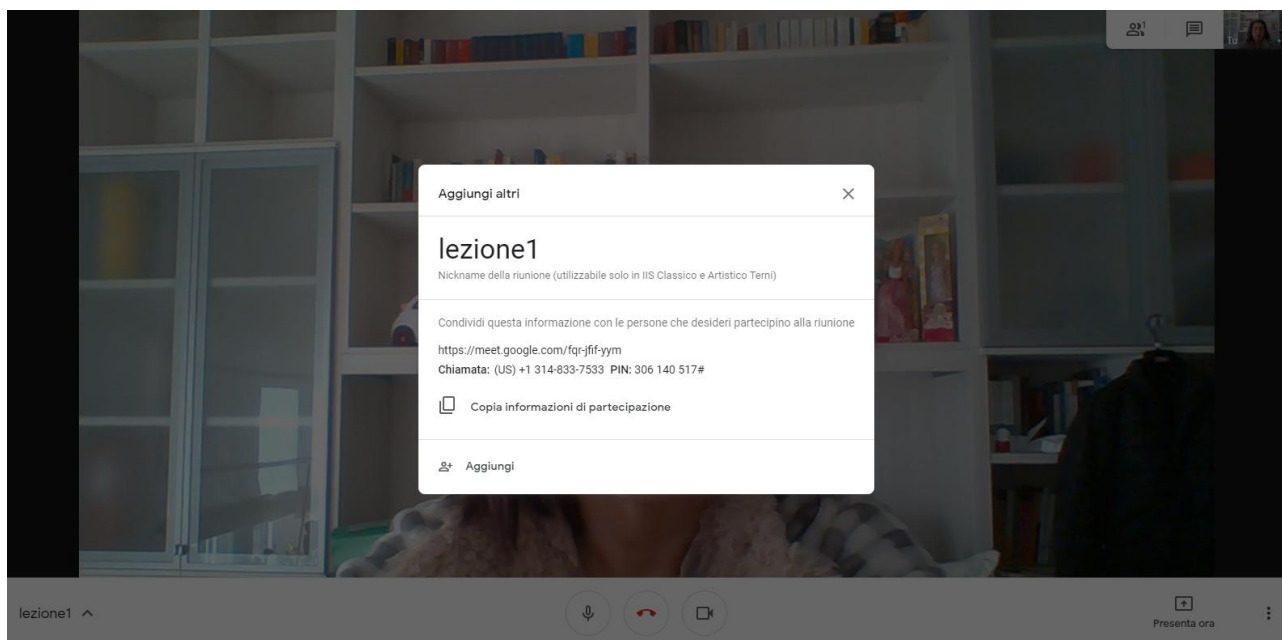 Tu
Aggiungi altri
lezione1
Nickname della riunione (utilizzabile solo in IIS Classico e Artistico Terni)
Condividi questa informazione con le persone che desideri partecipino alla riunione
https://meet.google.com/fqr-jfif-yym
Chiamata: (US) +1 314-833-7533 PIN: 306 140 517#
Copia informazioni di partecipazione
Aggiungi
lezione1
Presenta ora